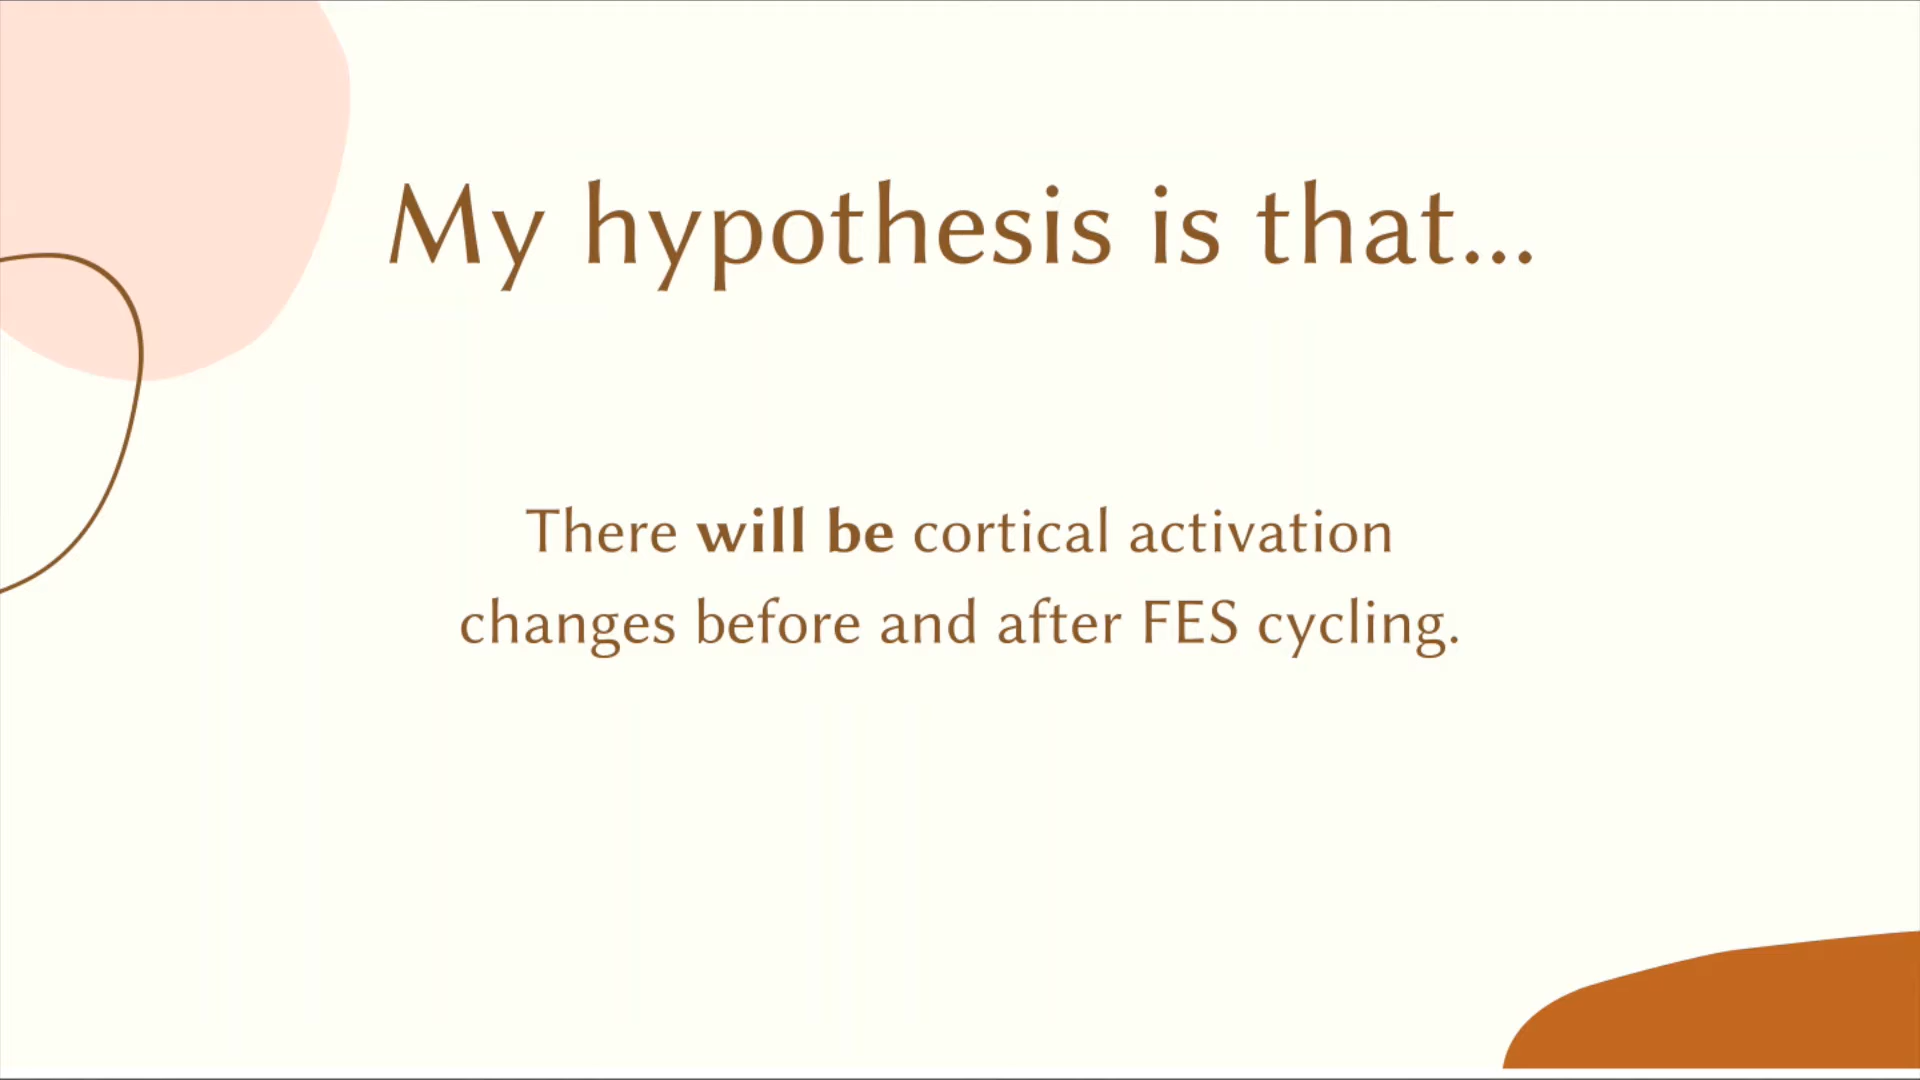 My hypothesis is that...
There will be cortical activation
changes before and after FES cycling.